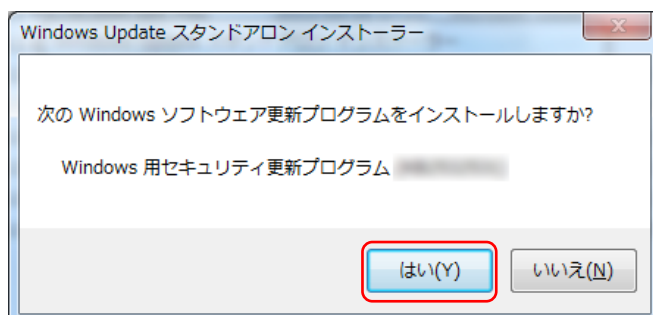 Windows Update スタンドアロン インストーラー
次の Windows ソフトウェア更新プログラムをインストールしますか?
Windows 用セキュリティ更新プログラム
はい(Y)
いいえ(N)